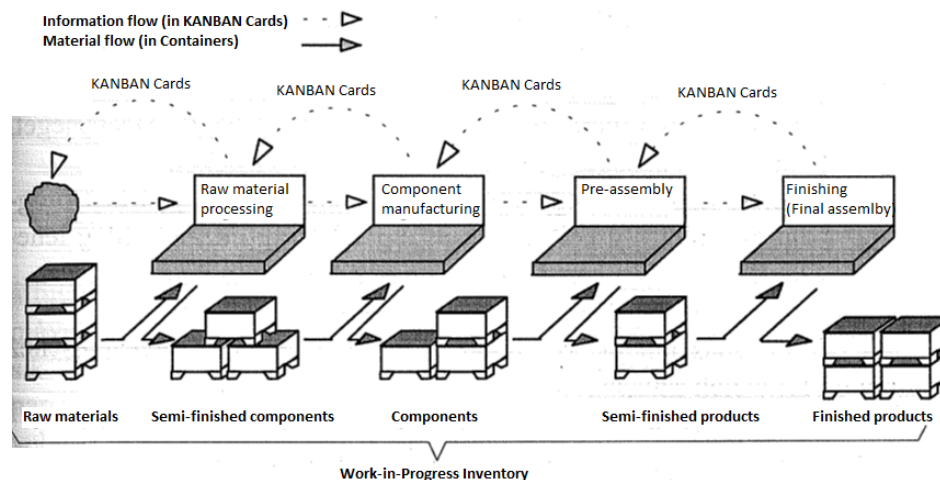 Information flow (in KANBAN Cards)
Material flow (in Containers)
KANBAN Cards
KANBAN Cards
KANBAN Cards
KANBAN Cards
Raw material
processing
Component
manufacturing
Pre-assembly
Finishing
(Final assemlby)
Raw materials
Semi-finished components
Components
Semi-finished products
Finished products
Work-in-Progress Inventory